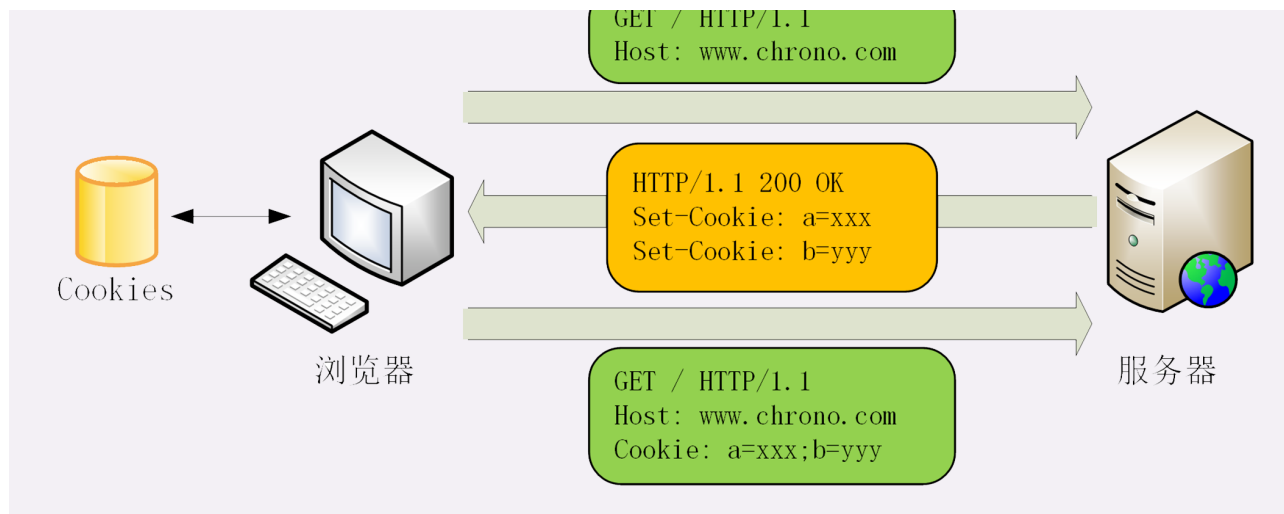 GET / HTTP/1.1
Host: www.chrono.com
HTTP/1.1 200 OK
Set-Cookie: a=xxx
Set-Cookie: b=yyy
Cookies
浏览器
服务器
GET / HTTP/1.1
Host: www.chrono.com
Cookie: a=xxx;b=yyy